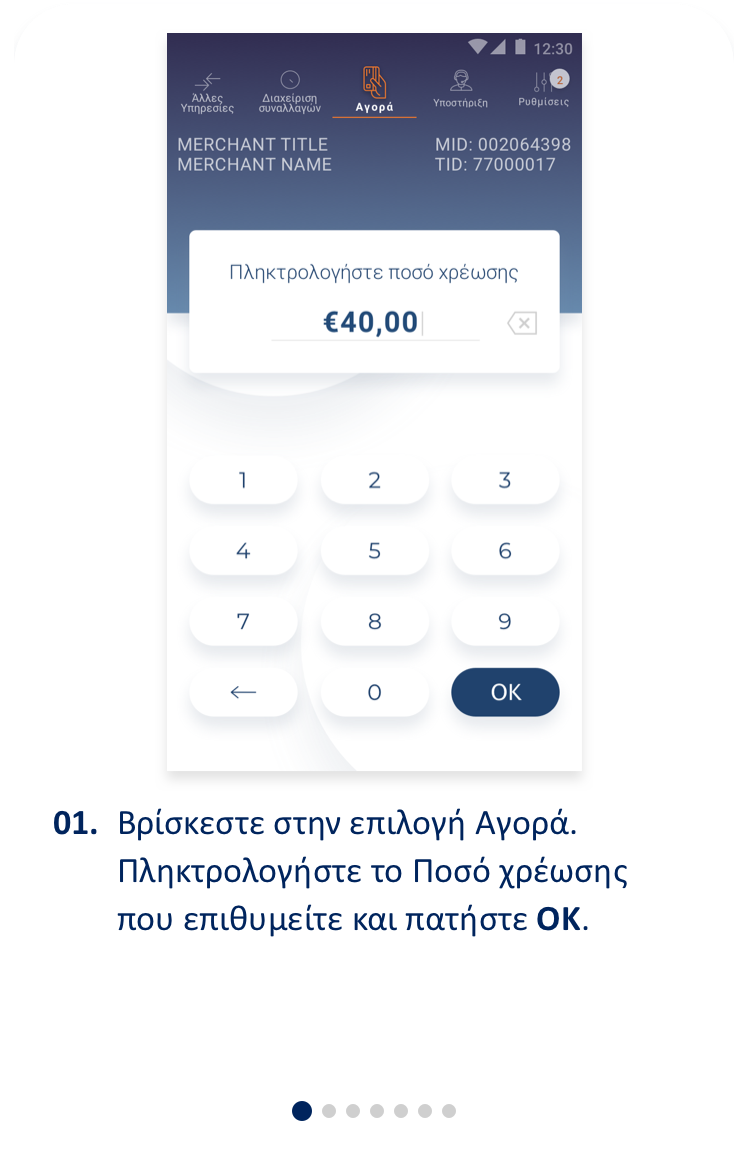 12:30
Άλλες Υπηρεσίες
Διαχείριση συναλλαγών
Αγορά
Υποστήριξη
Ρυθμίσεις
2
MERCHANT TITLE
MID: 002064398
MERCHANT NAME
TID: 77000017
Πληκτρολογήστε ποσό χρέωσης
€40,00
1 2 3
4 5 6
7 8 9
← 0 OK
01. Βρίσκεστε στην επιλογή Αγορά.
Πληκτρολογήστε το Ποσό χρέωσης
που επιθυμείτε και πατήστε OK.